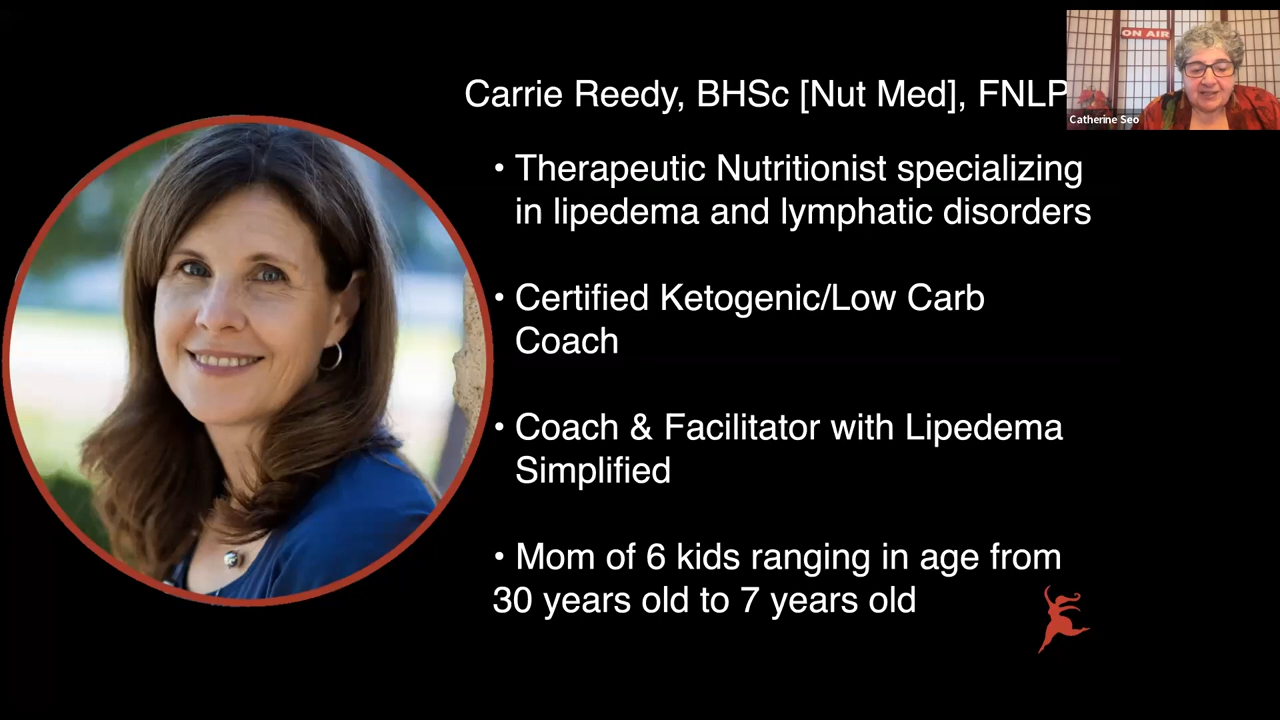 Carrie Reedy, BHSc [Nut Med], FNLP
ON AIR
Catherine Seo
• Therapeutic Nutritionist specializing
in lipedema and lymphatic disorders
• Certified Ketogenic/Low Carb
Coach
• Coach & Facilitator with Lipedema
Simplified
• Mom of 6 kids ranging in age from
30 years old to 7 years old